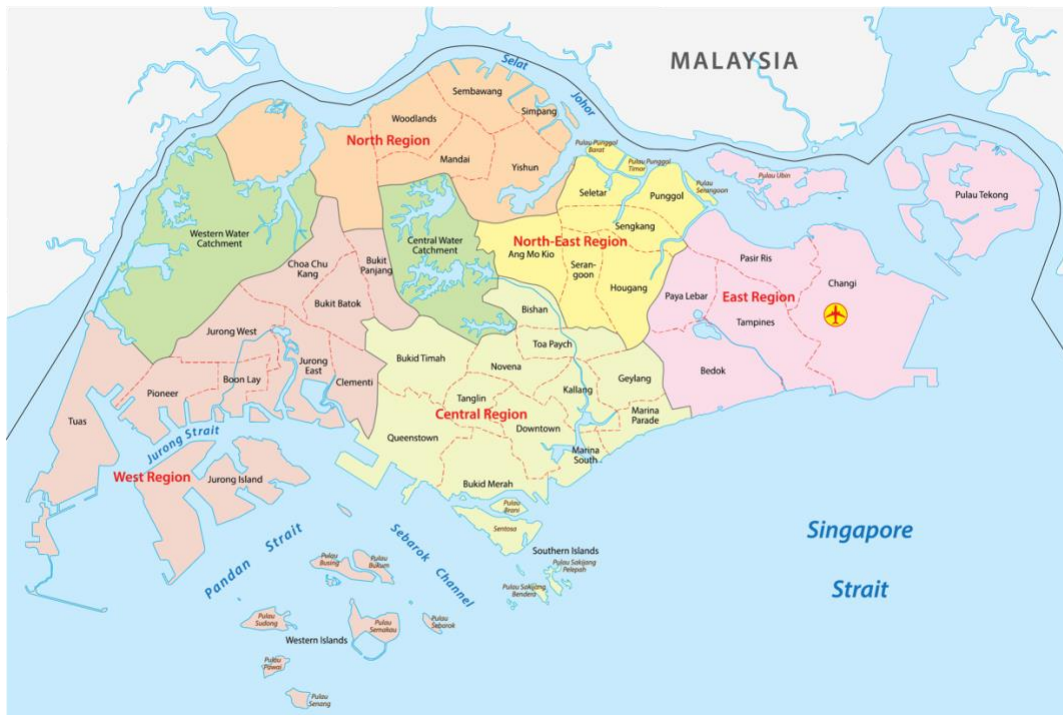 MALAYSIA
Selat
Johor
Sembawang
Simpang
Woodlands
North Region
Mandai
Yishun
Pulau Punggol
Barat
Pulau Punggol
Timor
Pulau
Serangoon
Pulau Ubin
Pulau Tekong
Seletar
Punggol
Sengkang
Western Water
Catchment
Central Water
Catchment
North-East Region
Ang Mo Kio
Seran-
goon
Hougang
Choa Chu
Kang
Bukit
Panjang
Bukit Batok
Pasir Ris
Changi
Paya Lebar
East Region
Tampines
Bedok
Jurong West
Jurong
East
Boon Lay
Pioneer
Clementi
Tuas
Bishan
Toa Paych
Bukid Timah
Novena
Geylang
Kallang
Tanglin
Central Region
Marina
Parade
Downtown
Queenstown
Marina
South
Bukid Merah
Jurong Strait
West Region
Jurong Island
Pulau
Brani
Sentosa
Southern Islands
Pulau Sakijang
Pelepah
Pulau Sakijang
Bendera
Pandan Strait
Sebarok Channel
Pulau
Busing
Pulau
Bukum
Pulau
Sudong
Western Islands
Pulau
Semakau
Pulau
Sebarok
Pulau
Pawai
Pulau
Senang
Singapore
Strait